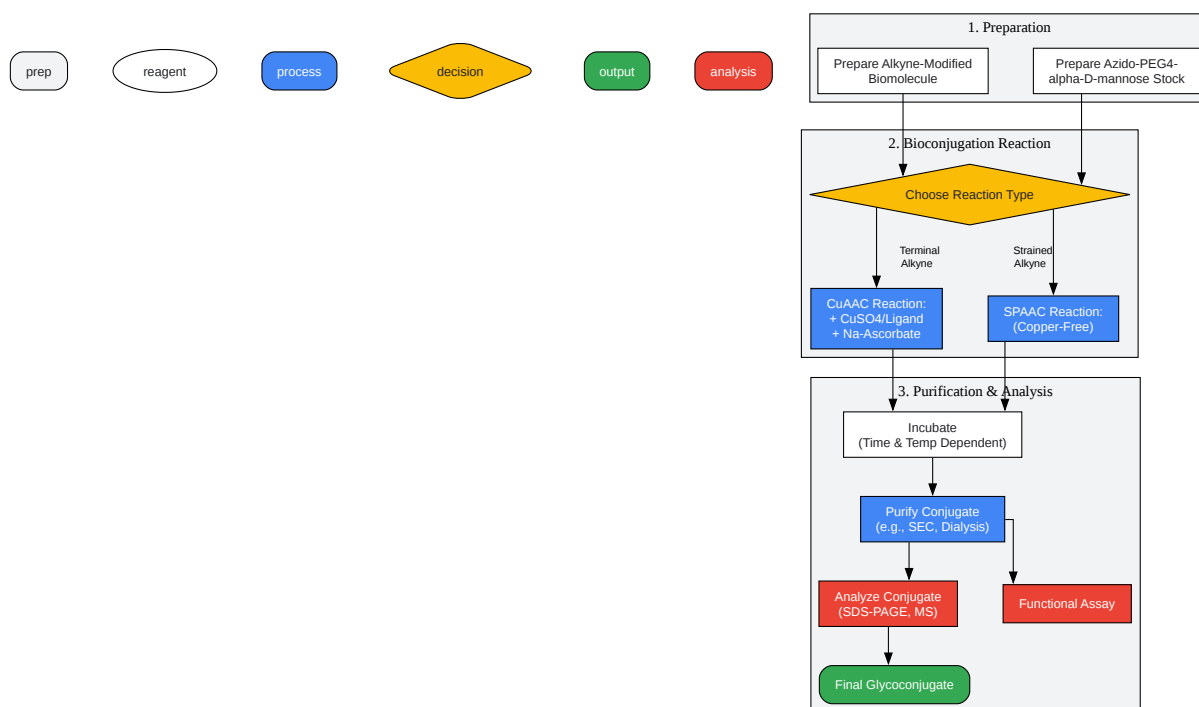 1. Preparation
prep
reagent
process
decision
output
analysis
Prepare Alkyne-Modified
Biomolecule
Prepare Azido-PEG4-
alpha-D-mannose Stock
2. Bioconjugation Reaction
Choose Reaction Type
Terminal
Alkyne
Strained
Alkyne
CuAAC Reaction:
+ CuSO4/Ligand
+ Na-Ascorbate
SPAAC Reaction:
(Copper-Free)
3. Purification & Analysis
Incubate
(Time & Temp Dependent)
Purify Conjugate
(e.g., SEC, Dialysis)
Analyze Conjugate
(SDS-PAGE, MS)
Functional Assay
Final Glycoconjugate